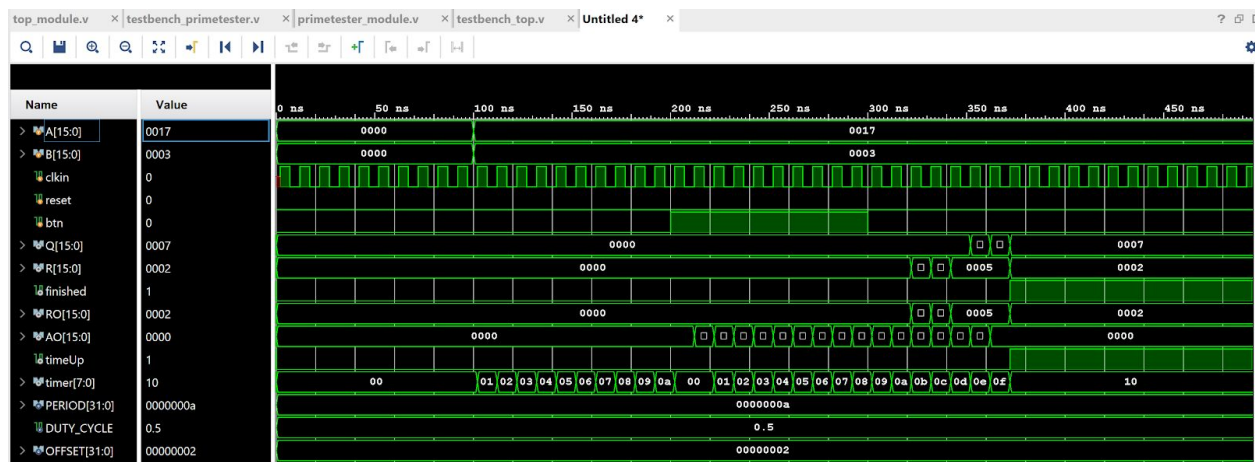 top_module.v × testbench_primetester.v × primetester_module.v × testbench_top.v × Untitled 4* × ?
Name Value 0 ns 50 ns 100 ns 150 ns 200 ns 250 ns 300 ns 350 ns 400 ns 450 ns
A[15:0] 0017 0000 0017
B[15:0] 0003 0000 0003
clkin 0
reset 0
btn 0
Q[15:0] 0007 0000 0007
R[15:0] 0002 0000 0005 0002
finished 1
RO[15:0] 0002 0000 0005 0002
AO[15:0] 0000 0000 0000
timeUp 1
timer[7:0] 10 00 01 02 03 04 05 06 07 08 09 0a 00 01 02 03 04 05 06 07 08 09 0a 0b 0c 0d 0e 0f 10
PERIOD[31:0] 0000000a 0000000a
DUTY_CYCLE 0.5 0.5
OFFSET[31:0] 00000002 00000002